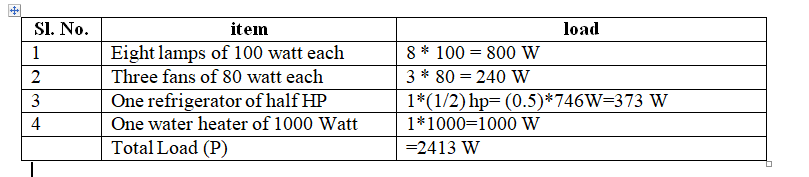 Sl. No. item load
1 Eight lamps of 100 watt each 8 * 100 = 800 W
2 Three fans of 80 watt each 3 * 80 = 240 W
3 One refrigerator of half HP 1*(1/2) hp= (0.5)*746W=373 W
4 One water heater of 1000 Watt 1*1000=1000 W
Total Load (P) =2413 W